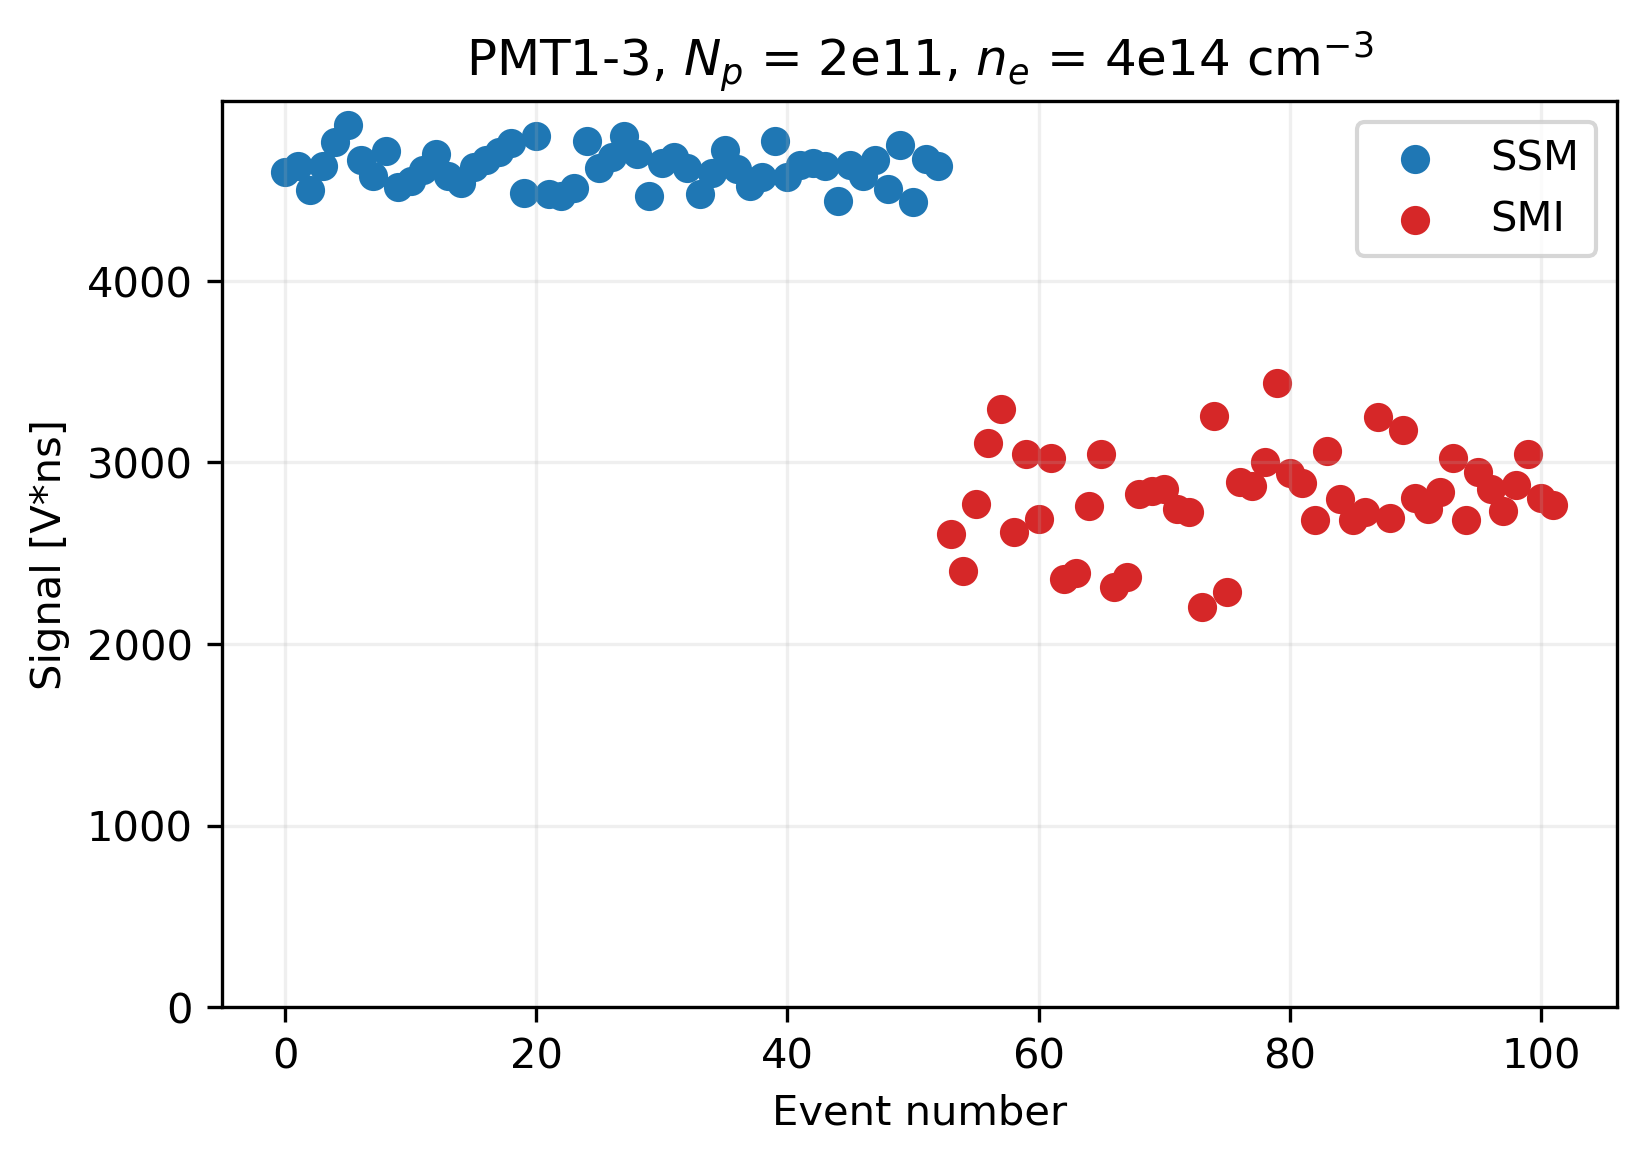 PMT1-3, $N_p$ = 2e11, $n_e$ = 4e14 cm$^{-3}$
SSM
SMI
Signal [V*ns]
4000
3000
2000
1000
0
0 20 40 60 80 100
Event number